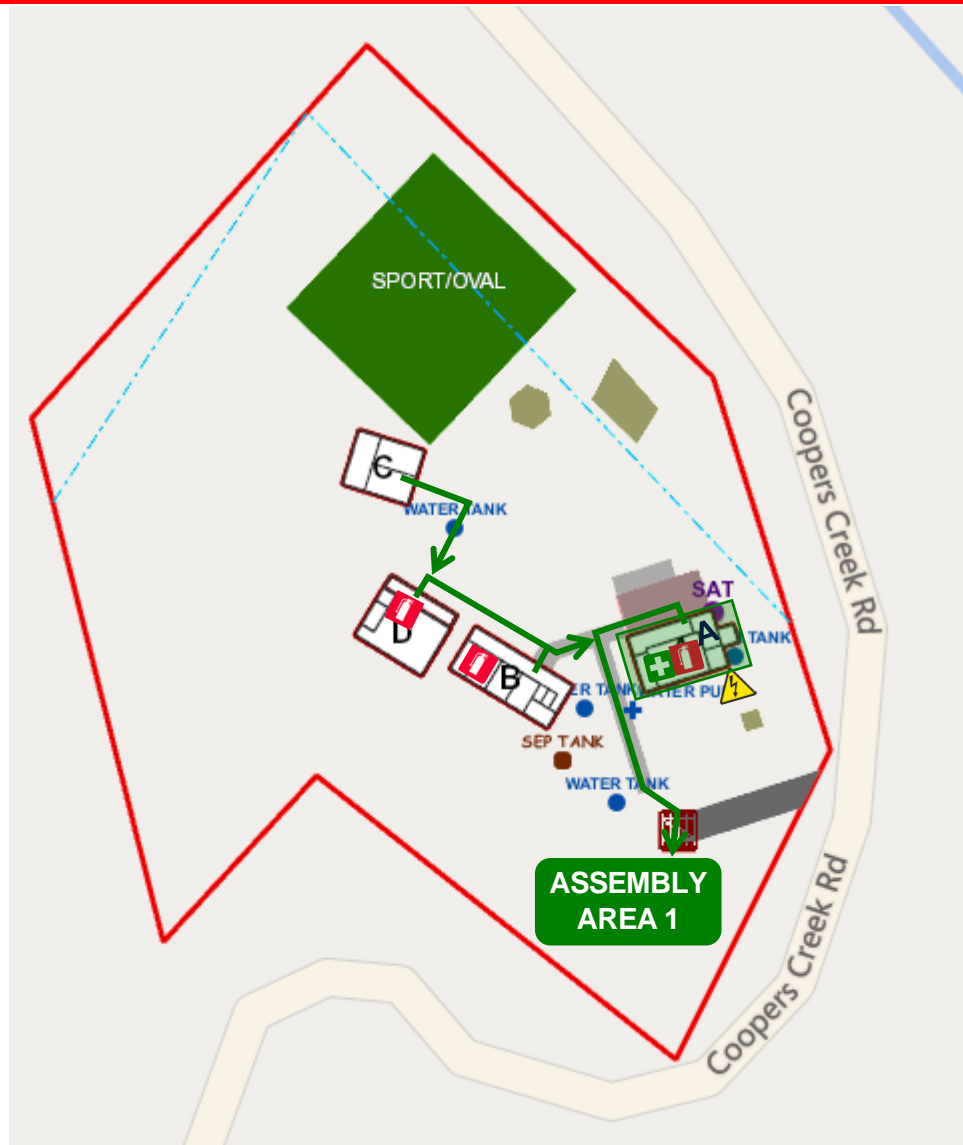 SPORT/OVAL
Coopers Creek Rd
C
WATER TANK
SAT
A
TANK
D
B
ER TANK
ATER PU
SEP TANK
WATER TANK
ASSEMBLY
AREA 1
Coopers Creek Rd